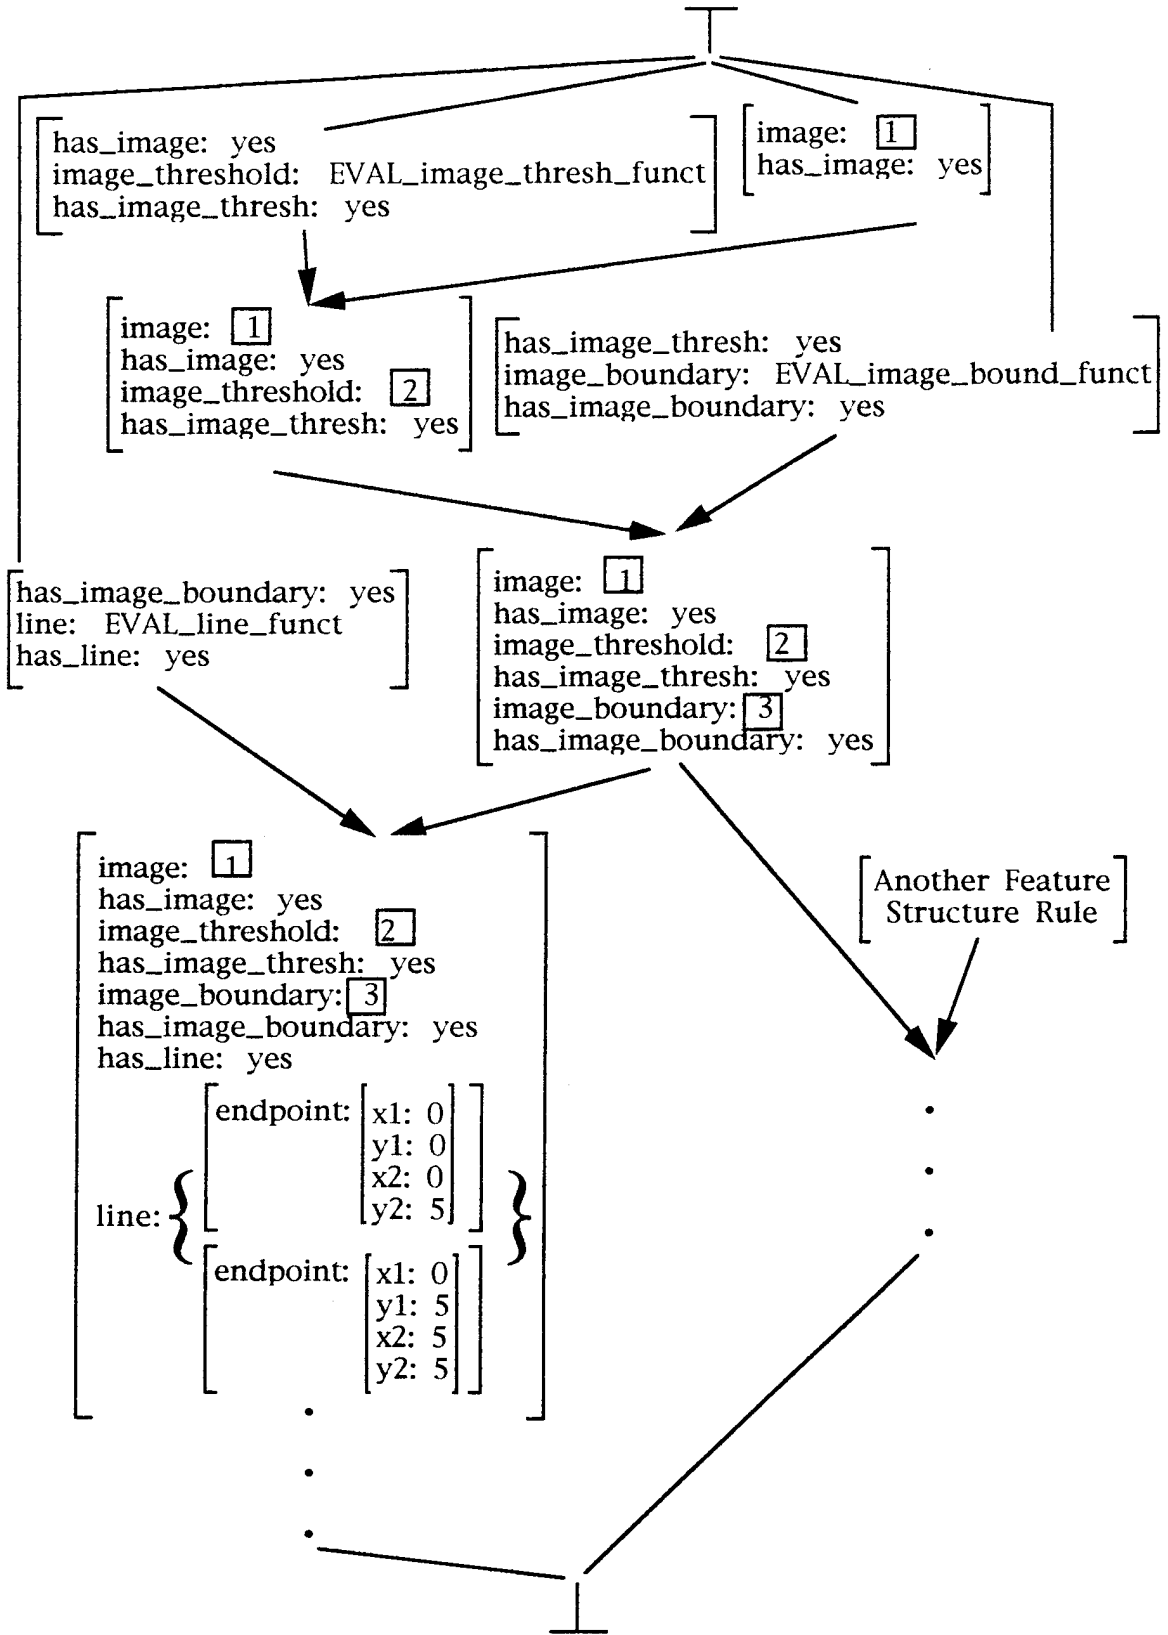 has_image: yes
image_threshold: EVAL_image_thresh_funct
has_image_thresh: yes
image: 1
has_image: yes
image: 1
has_image: yes
image_threshold: 2
has_image_thresh: yes
has_image_thresh: yes
image_boundary: EVAL_image_bound_funct
has_image_boundary: yes
has_image_boundary: yes
line: EVAL_line_funct
has_line: yes
image: 1
has_image: yes
image_threshold: 2
has_image_thresh: yes
image_boundary: 3
has_image_boundary: yes
image: 1
has_image: yes
image_threshold: 2
has_image_thresh: yes
image_boundary: 3
has_image_boundary: yes
has_line: yes
line:
endpoint: x1: 0
y1: 0
x2: 0
y2: 5
endpoint: x1: 0
y1: 5
x2: 5
y2: 5
Another Feature
Structure Rule